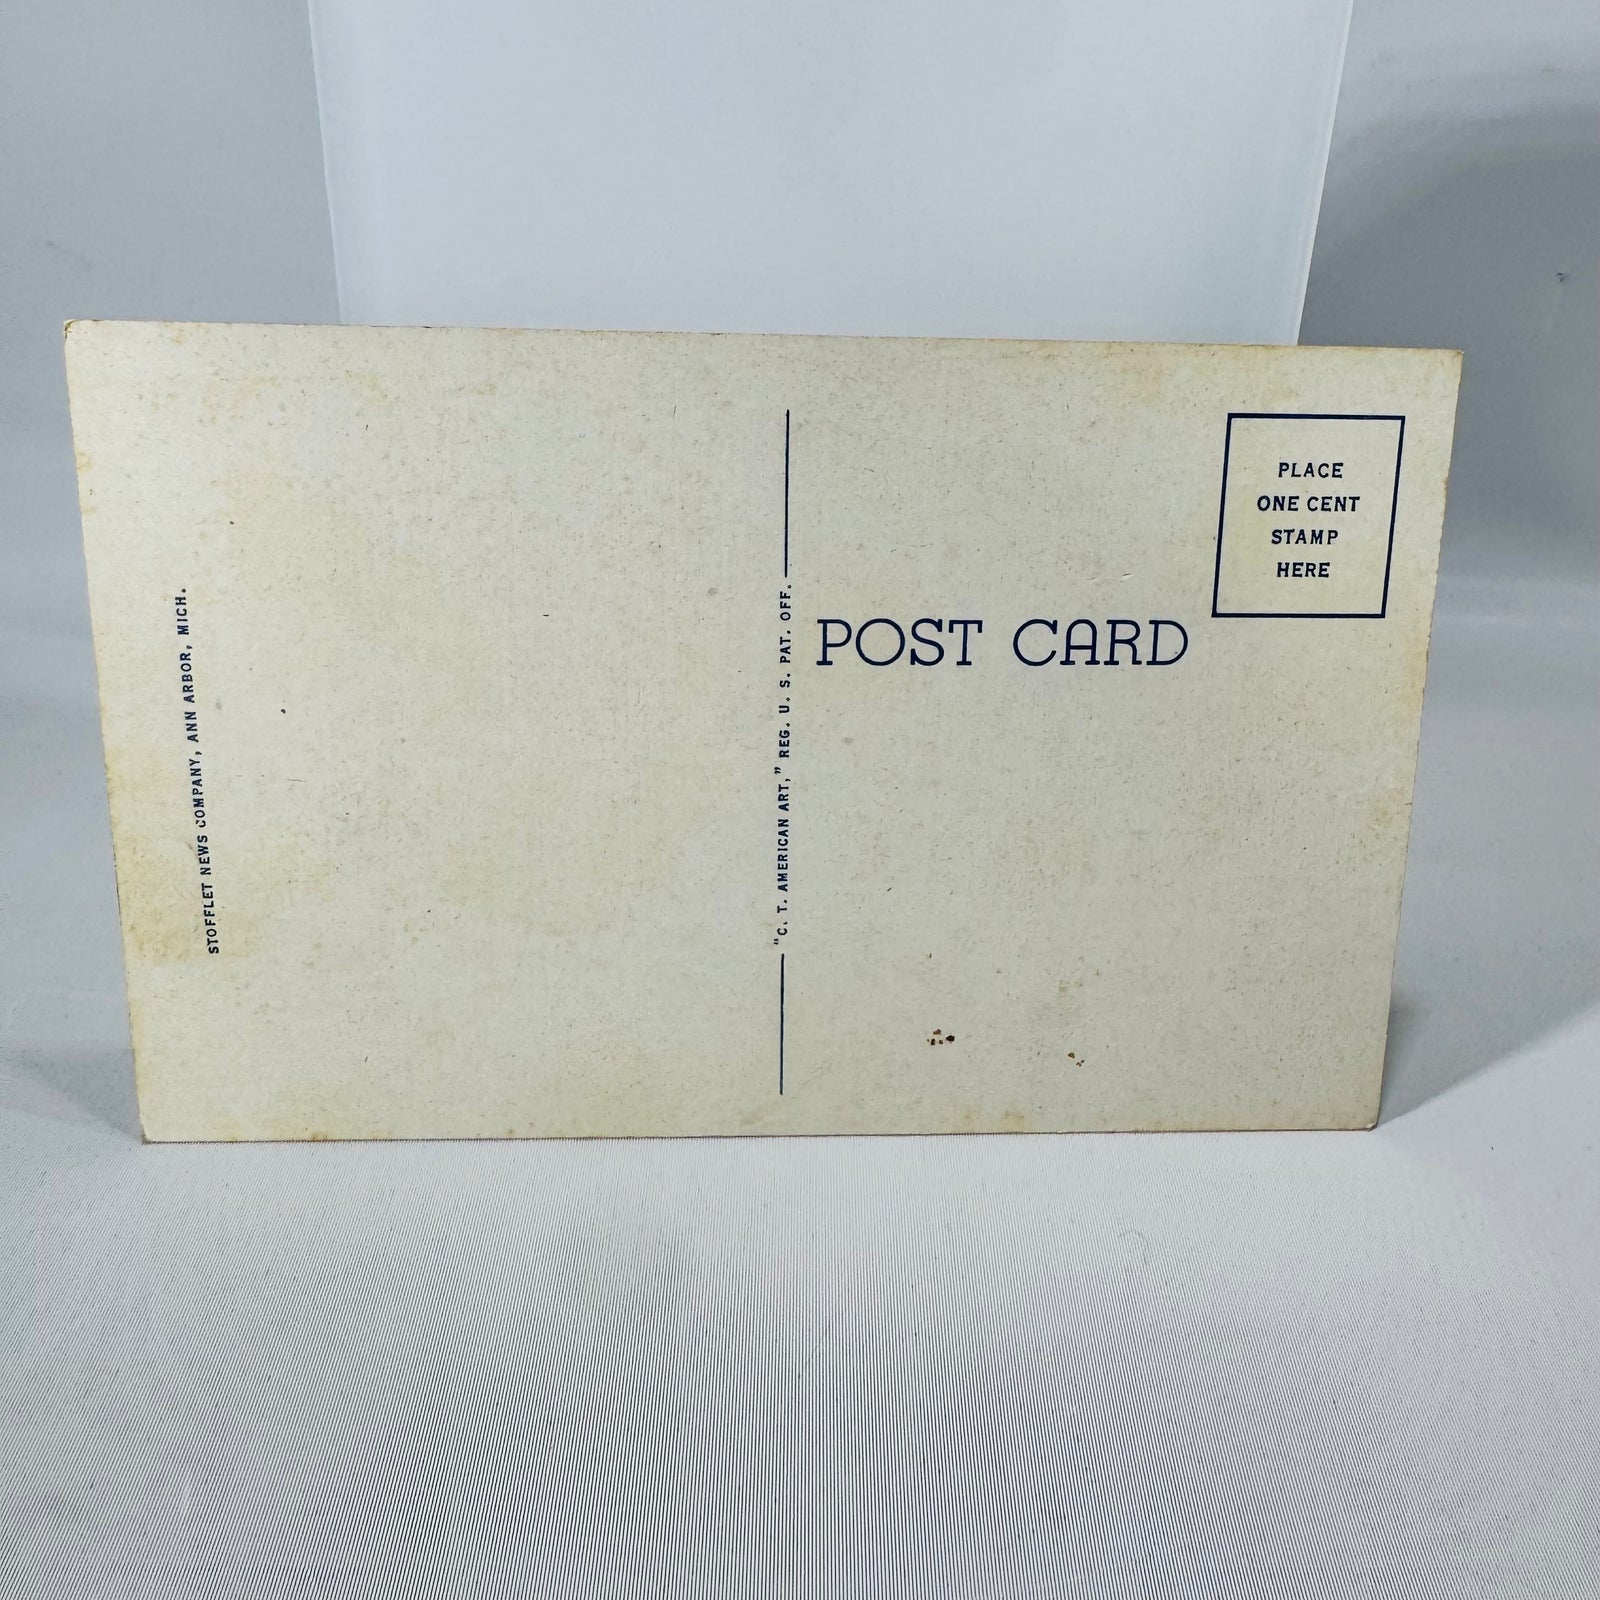 STOFFLET NEWS COMPANY, ANN ARBOR, MICH.
"C. T. AMERICAN ART," REG. U. S. PAT. OFF.
POST CARD
PLACE
ONE CENT
STAMP
HERE